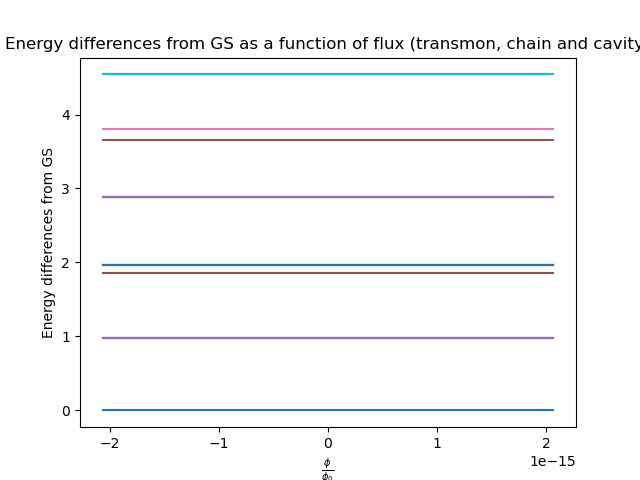 Energy differences from GS as a function of flux (transmon, chain and cavity
Energy differences from GS
4
3
2
1
0
−2
−1
0
1
2
1e−15
ϕ/ϕ₀